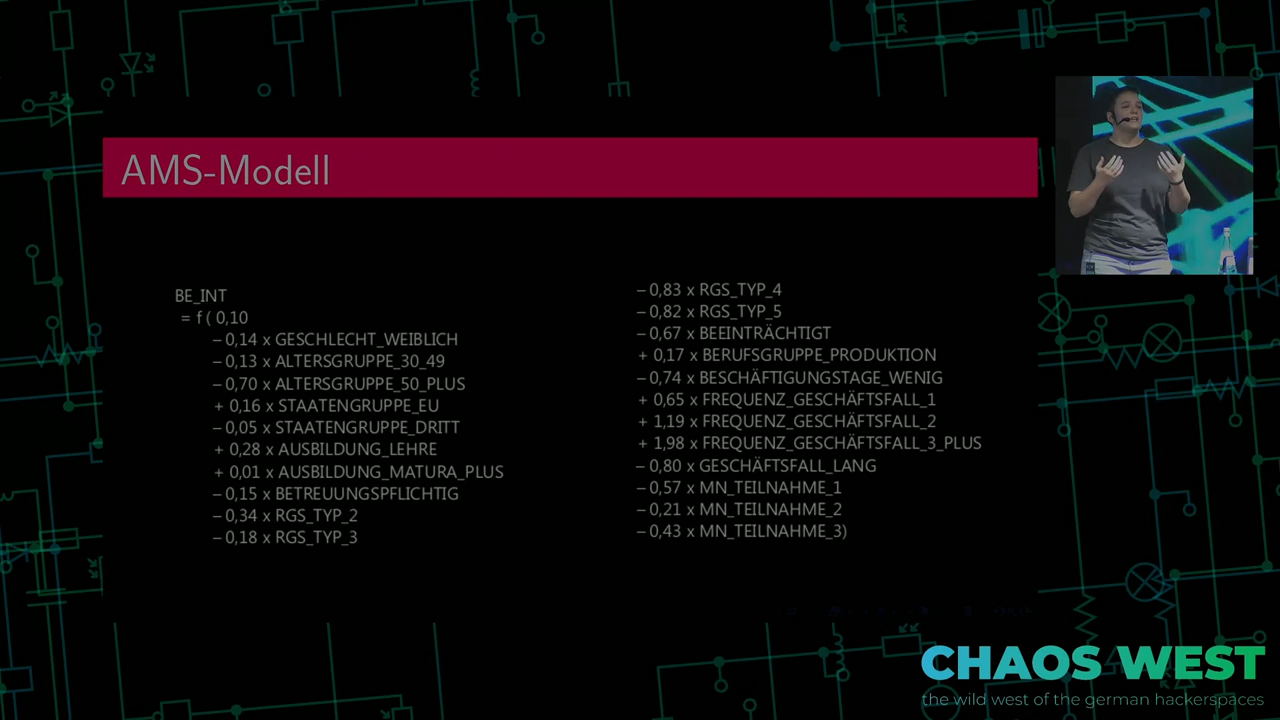 AMS-Modell
BE_INT
= f ( 0,10
– 0,14 x GESCHLECHT_WEIBLICH
– 0,13 x ALTERSGRUPPE_30_49
– 0,70 x ALTERSGRUPPE_50_PLUS
+ 0,16 x STAATENGRUPPE_EU
– 0,05 x STAATENGRUPPE_DRITT
+ 0,28 x AUSBILDUNG_LEHRE
+ 0,01 x AUSBILDUNG_MATURA_PLUS
– 0,15 x BETREUUNGSPFLICHTIG
– 0,34 x RGS_TYP_2
– 0,18 x RGS_TYP_3
– 0,83 x RGS_TYP_4
– 0,82 x RGS_TYP_5
– 0,67 x BEEINTRÄCHTIGT
+ 0,17 x BERUFSGRUPPE_PRODUKTION
– 0,74 x BESCHÄFTIGUNGSTAGE_WENIG
+ 0,65 x FREQUENZ_GESCHÄFTSFALL_1
+ 1,19 x FREQUENZ_GESCHÄFTSFALL_2
+ 1,98 x FREQUENZ_GESCHÄFTSFALL_3_PLUS
– 0,80 x GESCHÄFTSFALL_LANG
– 0,57 x MN_TEILNAHME_1
– 0,21 x MN_TEILNAHME_2
– 0,43 x MN_TEILNAHME_3)
CHAOS WEST
the wild west of the german hackerspaces